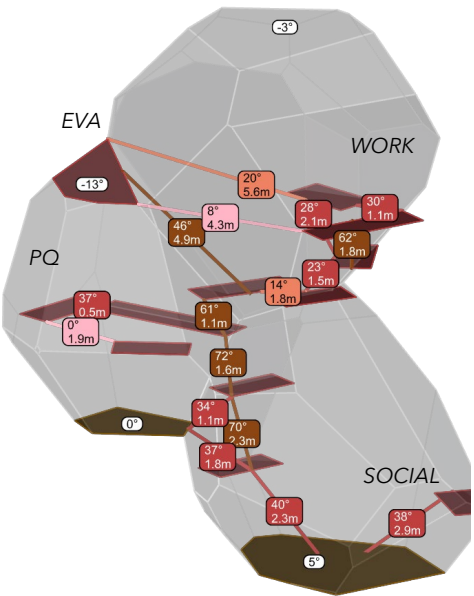 -3°
EVA
WORK
-13°
20°
5.6m
30°
1.1m
28°
2.1m
8°
4.3m
46°
4.9m
62°
1.8m
PQ
23°
1.5m
14°
1.8m
37°
0.5m
61°
1.1m
0°
1.9m
72°
1.6m
34°
1.1m
0°
70°
2.3m
37°
1.8m
SOCIAL
40°
2.3m
38°
2.9m
5°